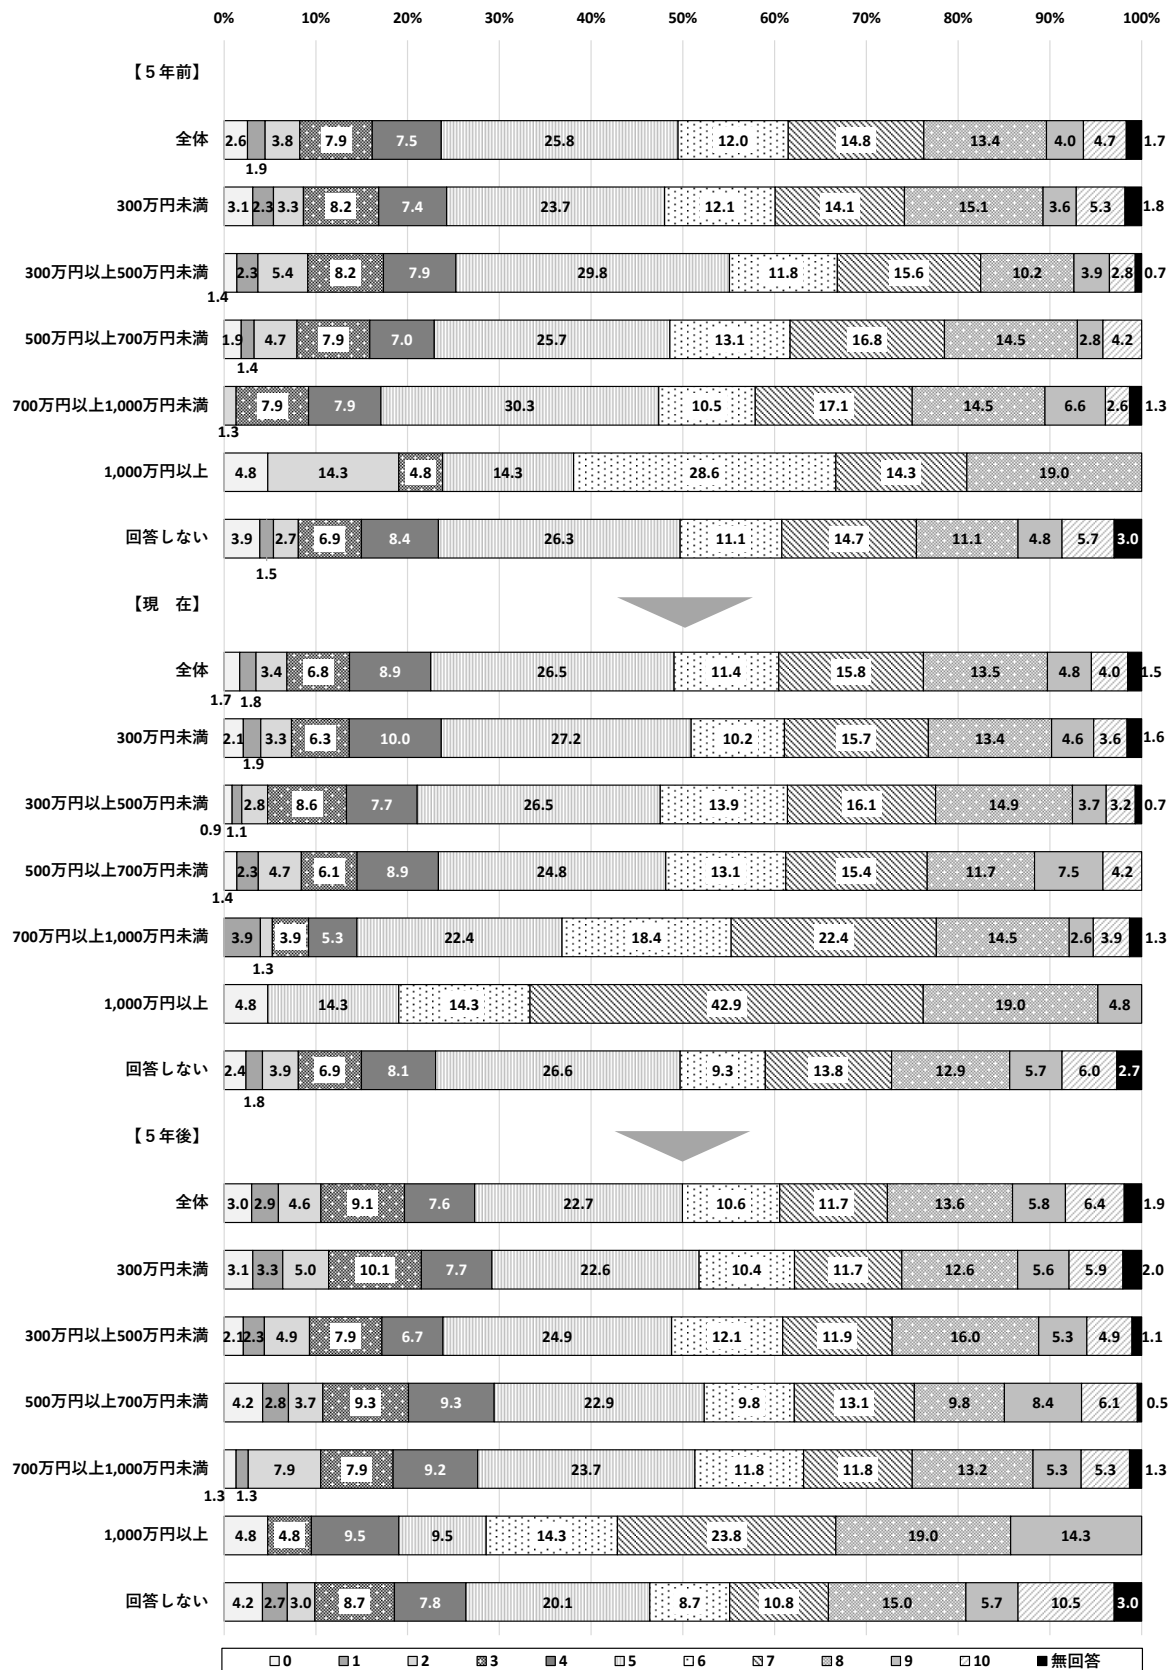 0% 10% 20% 30% 40% 50% 60% 70% 80% 90% 100%
【５年前】
全体 2.6 1.9 3.8 7.9 7.5 25.8 12.0 14.8 13.4 4.0 4.7 1.7
300万円未満 3.1 2.3 3.3 8.2 7.4 23.7 12.1 14.1 15.1 3.6 5.3 1.8
300万円以上500万円未満 1.4 2.3 5.4 8.2 7.9 29.8 11.8 15.6 10.2 3.9 2.8 0.7
500万円以上700万円未満 1.9 1.4 4.7 7.9 7.0 25.7 13.1 16.8 14.5 2.8 4.2
700万円以上1,000万円未満 1.3 7.9 7.9 30.3 10.5 17.1 14.5 6.6 2.6 1.3
1,000万円以上 4.8 14.3 4.8 14.3 28.6 14.3 19.0
回答しない 3.9 1.5 2.7 6.9 8.4 26.3 11.1 14.7 11.1 4.8 5.7 3.0
【現　在】
全体 1.7 1.8 3.4 6.8 8.9 26.5 11.4 15.8 13.5 4.8 4.0 1.5
300万円未満 2.1 1.9 3.3 6.3 10.0 27.2 10.2 15.7 13.4 4.6 3.6 1.6
300万円以上500万円未満 0.9 1.1 2.8 8.6 7.7 26.5 13.9 16.1 14.9 3.7 3.2 0.7
500万円以上700万円未満 1.4 2.3 4.7 6.1 8.9 24.8 13.1 15.4 11.7 7.5 4.2
700万円以上1,000万円未満 3.9 1.3 3.9 5.3 22.4 18.4 22.4 14.5 2.6 3.9 1.3
1,000万円以上 4.8 14.3 14.3 42.9 19.0 4.8
回答しない 2.4 1.8 3.9 6.9 8.1 26.6 9.3 13.8 12.9 5.7 6.0 2.7
【５年後】
全体 3.0 2.9 4.6 9.1 7.6 22.7 10.6 11.7 13.6 5.8 6.4 1.9
300万円未満 3.1 3.3 5.0 10.1 7.7 22.6 10.4 11.7 12.6 5.6 5.9 2.0
300万円以上500万円未満 2.1 2.3 4.9 7.9 6.7 24.9 12.1 11.9 16.0 5.3 4.9 1.1
500万円以上700万円未満 4.2 2.8 3.7 9.3 9.3 22.9 9.8 13.1 9.8 8.4 6.1 0.5
700万円以上1,000万円未満 1.3 1.3 7.9 7.9 9.2 23.7 11.8 11.8 13.2 5.3 5.3 1.3
1,000万円以上 4.8 4.8 9.5 9.5 14.3 23.8 19.0 14.3
回答しない 4.2 2.7 3.0 8.7 7.8 20.1 8.7 10.8 15.0 5.7 10.5 3.0
0 1 2 3 4 5 6 7 8 9 10 無回答